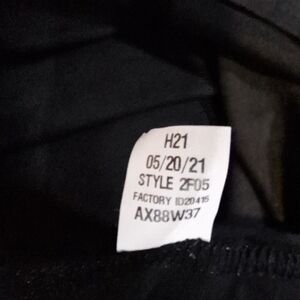 H21
05/20/21
STYLE 2F05
FACTORY ID20415
AX88W37